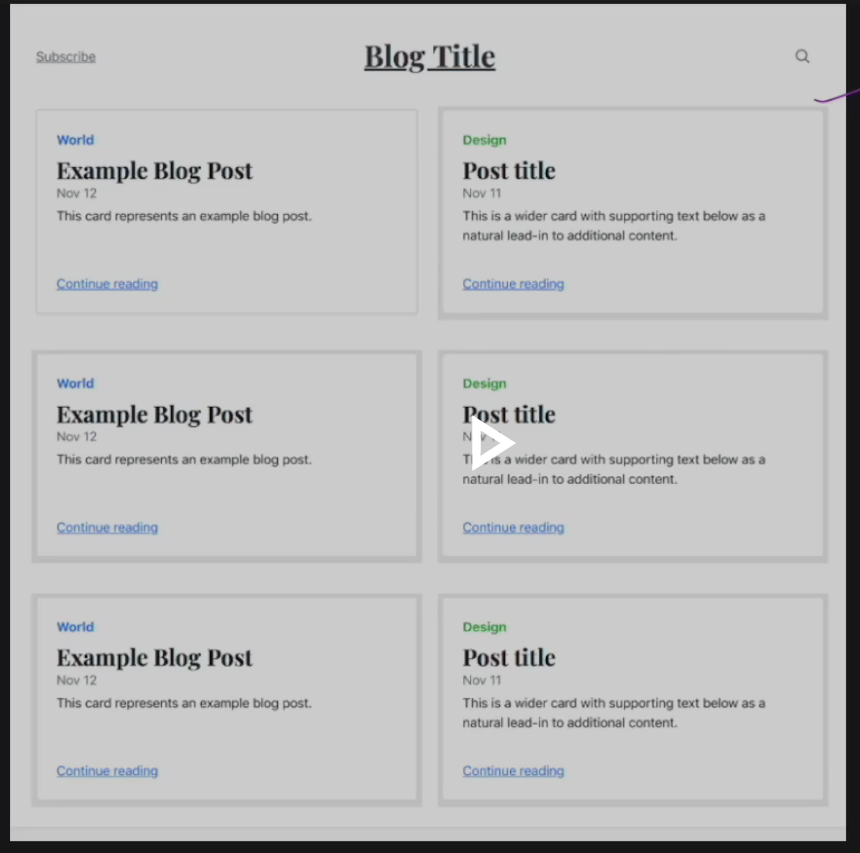 Subscribe
Blog Title
World
Example Blog Post
Nov 12
This card represents an example blog post.
Continue reading
Design
Post title
Nov 11
This is a wider card with supporting text below as a
natural lead-in to additional content.
Continue reading
World
Example Blog Post
Nov 12
This card represents an example blog post.
Continue reading
Design
Post title
is a wider card with supporting text below as a
natural lead-in to additional content.
Continue reading
World
Example Blog Post
Nov 12
This card represents an example blog post.
Continue reading
Design
Post title
Nov 11
This is a wider card with supporting text below as a
natural lead-in to additional content.
Continue reading